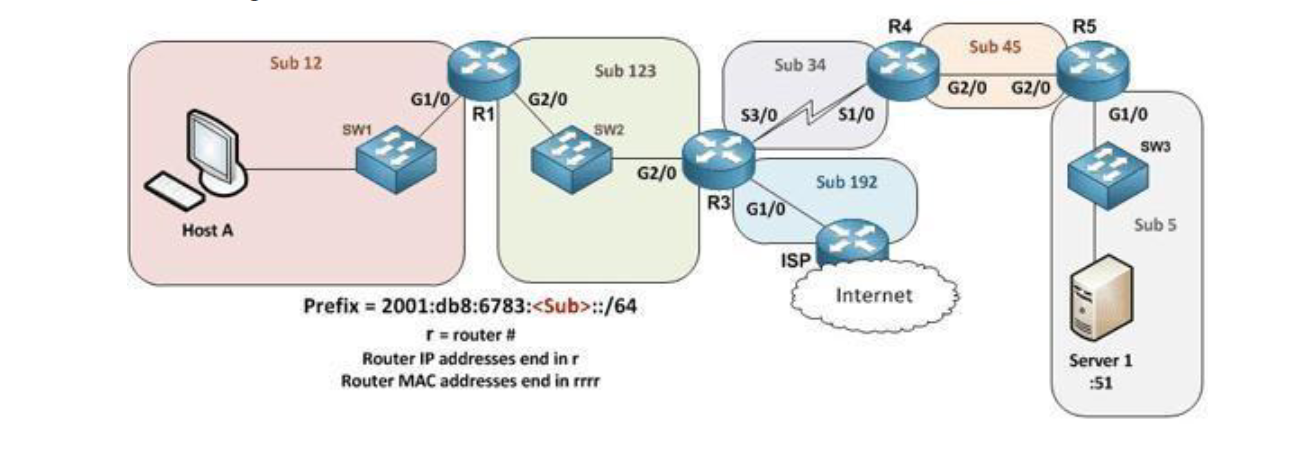 R4
R5
Sub 12
Sub 123
Sub 34
Sub 45
G1/0
G2/0
R1
SW1
SW2
S3/0
S1/0
G2/0
G2/0
G1/0
SW3
G2/0
R3
G1/0
Sub 192
Host A
Sub 5
ISP
Internet
Prefix = 2001:db8:6783:<Sub>::/64
r = router #
Router IP addresses end in r
Router MAC addresses end in rrrr
Server 1
:51